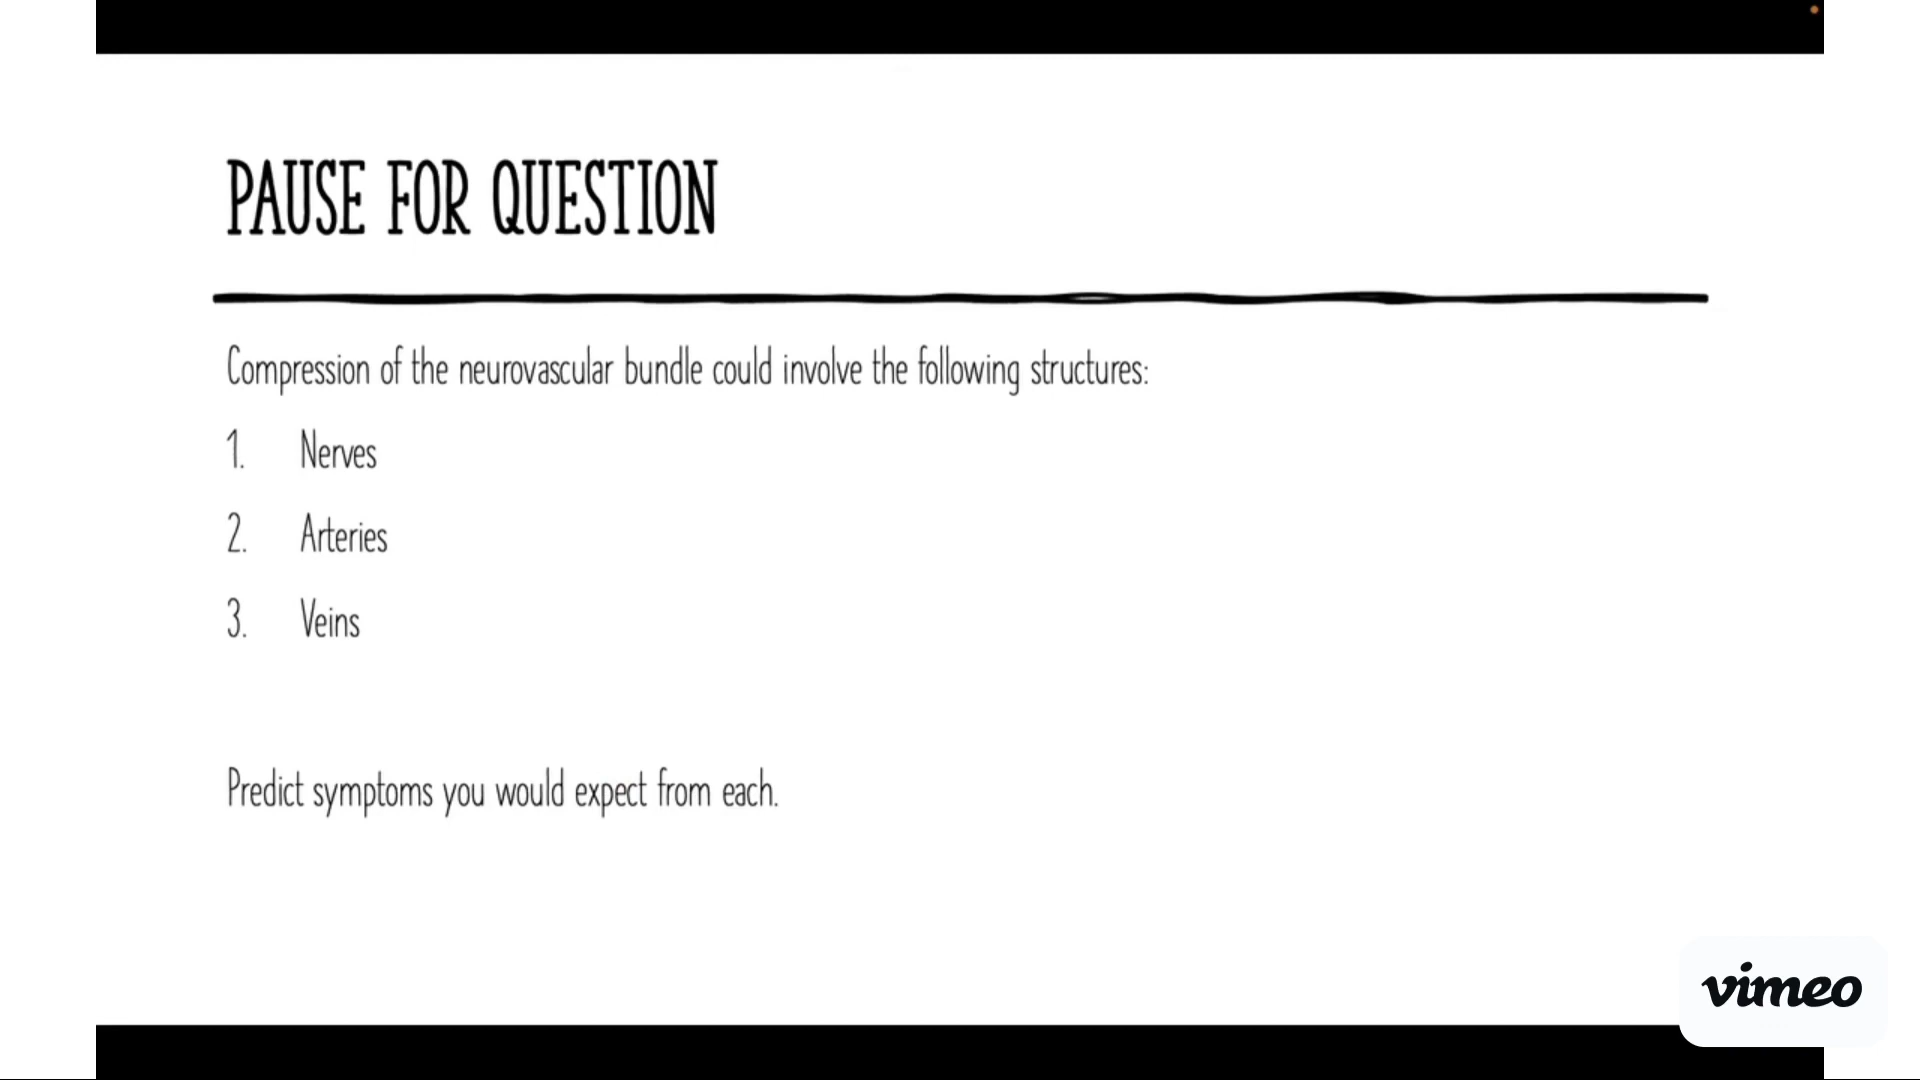 PAUSE FOR QUESTION
Compression of the neurovascular bundle could involve the following structures:
1. Nerves
2. Arteries
3. Veins
Predict symptoms you would expect from each.
vimeo